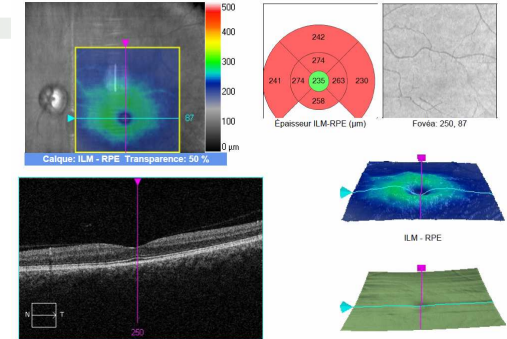 500
400
300
200
100
0 µm
87
Calque: ILM - RPE Transparence: 50 %
242
274
241 274 235 263 230
258
Épaisseur ILM-RPE (µm)
Fovéa: 250, 87
ILM - RPE
N T
250